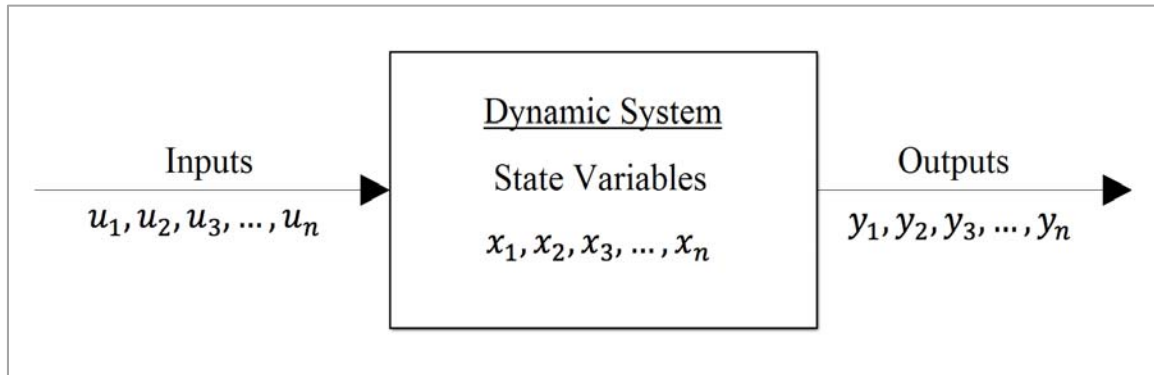 Inputs
u₁, u₂, u₃, ..., uₙ
Dynamic System
State Variables
x₁, x₂, x₃, ..., xₙ
Outputs
y₁, y₂, y₃, ..., yₙ